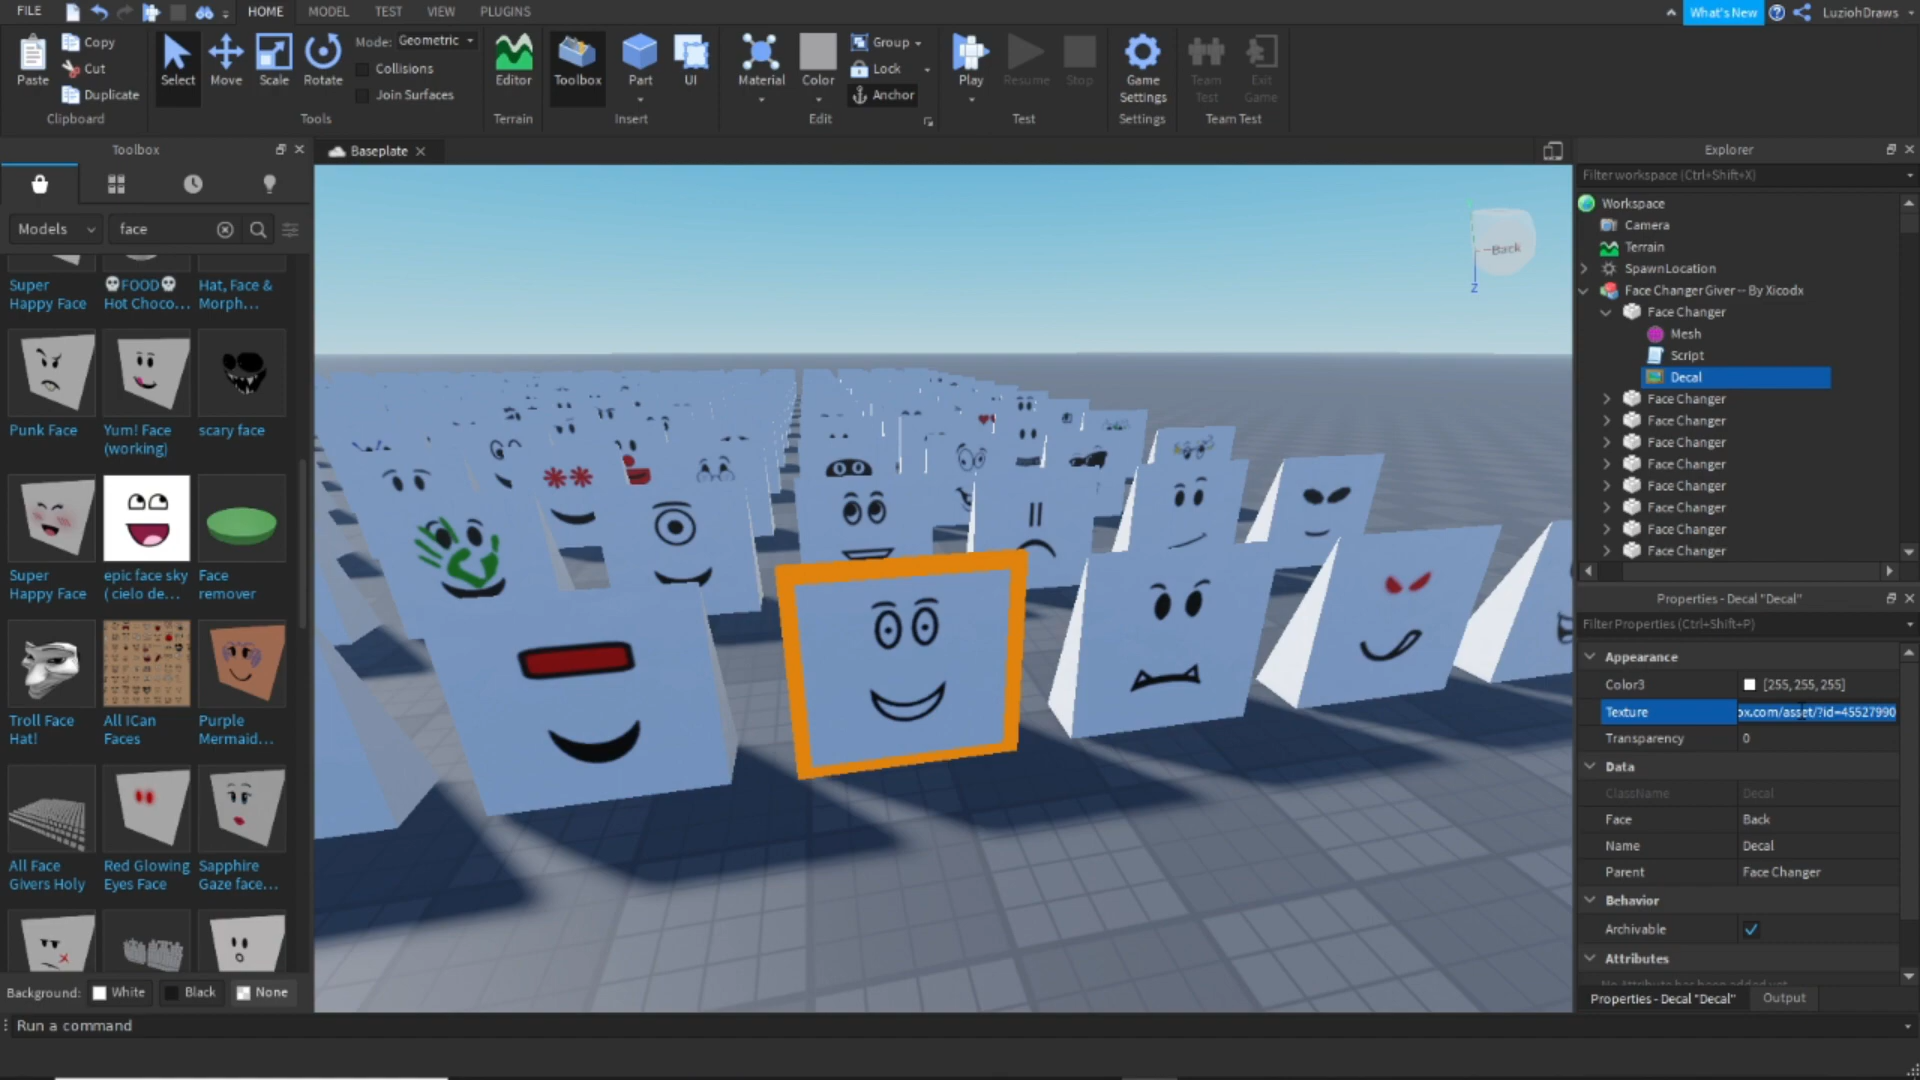 FILE
HOME
MODEL
TEST
VIEW
PLUGINS
What's New
LuziohDraws
Paste
Copy
Cut
Duplicate
Clipboard
Select
Move
Scale
Rotate
Mode: Geometric
Collisions
Join Surfaces
Tools
Editor
Terrain
Toolbox
Part
UI
Insert
Material
Color
Group
Lock
Anchor
Edit
Play
Resume
Stop
Test
Game
Settings
Settings
Team
Test
Exit
Game
Team Test
Toolbox
Models
face
Super
Happy Face
💀FOOD💀
Hot Choco...
Hat, Face &
Morph...
Punk Face
Yum! Face
(working)
scary face
Super
Happy Face
epic face sky
( cielo de...
Face
remover
Troll Face
Hat!
All ICan
Faces
Purple
Mermaid...
All Face
Givers Holy
Red Glowing
Eyes Face
Sapphire
Gaze face...
Background:
White
Black
None
Run a command
Baseplate
Back
Z
Explorer
Filter workspace (Ctrl+Shift+X)
Workspace
Camera
Terrain
SpawnLocation
Face Changer Giver -- By Xicodx
Face Changer
Mesh
Script
Decal
Face Changer
Face Changer
Face Changer
Face Changer
Face Changer
Face Changer
Face Changer
Face Changer
Properties - Decal "Decal"
Filter Properties (Ctrl+Shift+P)
Appearance
Color3
[255, 255, 255]
Texture
ox.com/asset/?id=45527990
Transparency
0
Data
ClassName
Decal
Face
Back
Name
Decal
Parent
Face Changer
Behavior
Archivable
Attributes
Properties - Decal "Decal"
Output